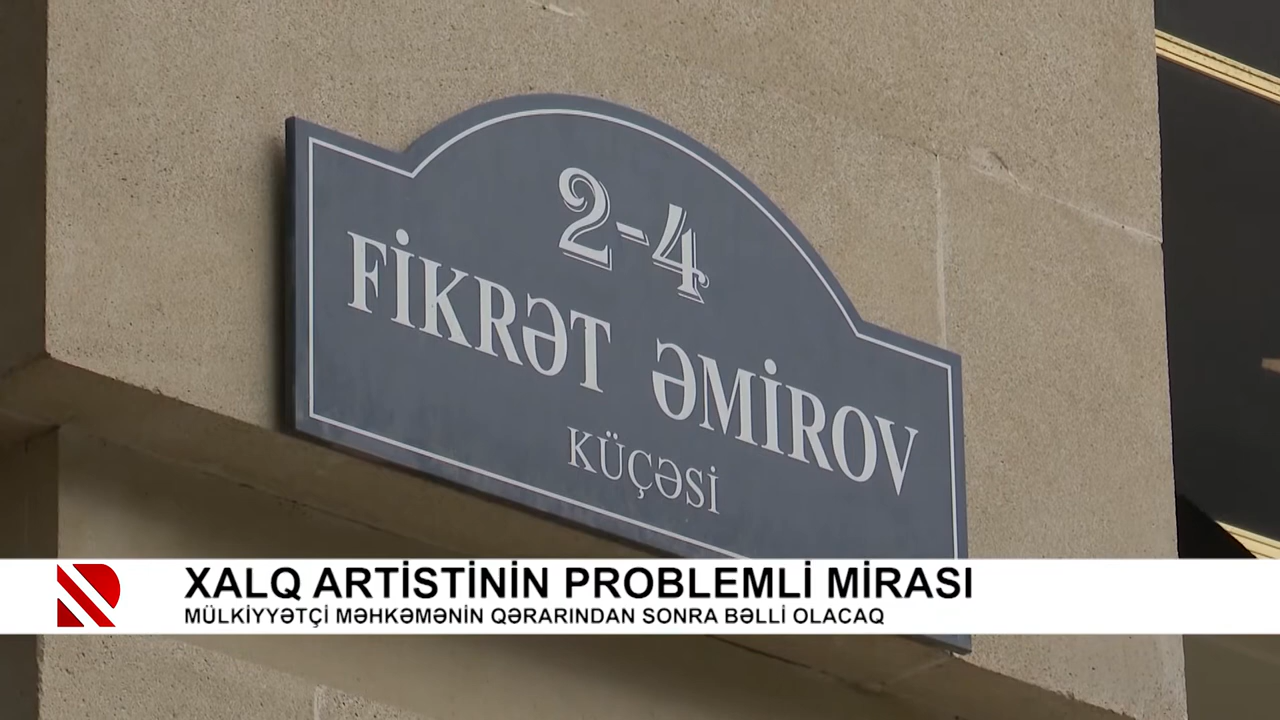 2-4
FİKRƏT ƏMİROV
KÜÇƏSİ
XALQ ARTİSTİNİN PROBLEMLİ MİRASI
MÜLKİYYƏTÇİ MƏHKƏMƏNİN QƏRARINDAN SONRA BƏLLİ OLACAQ